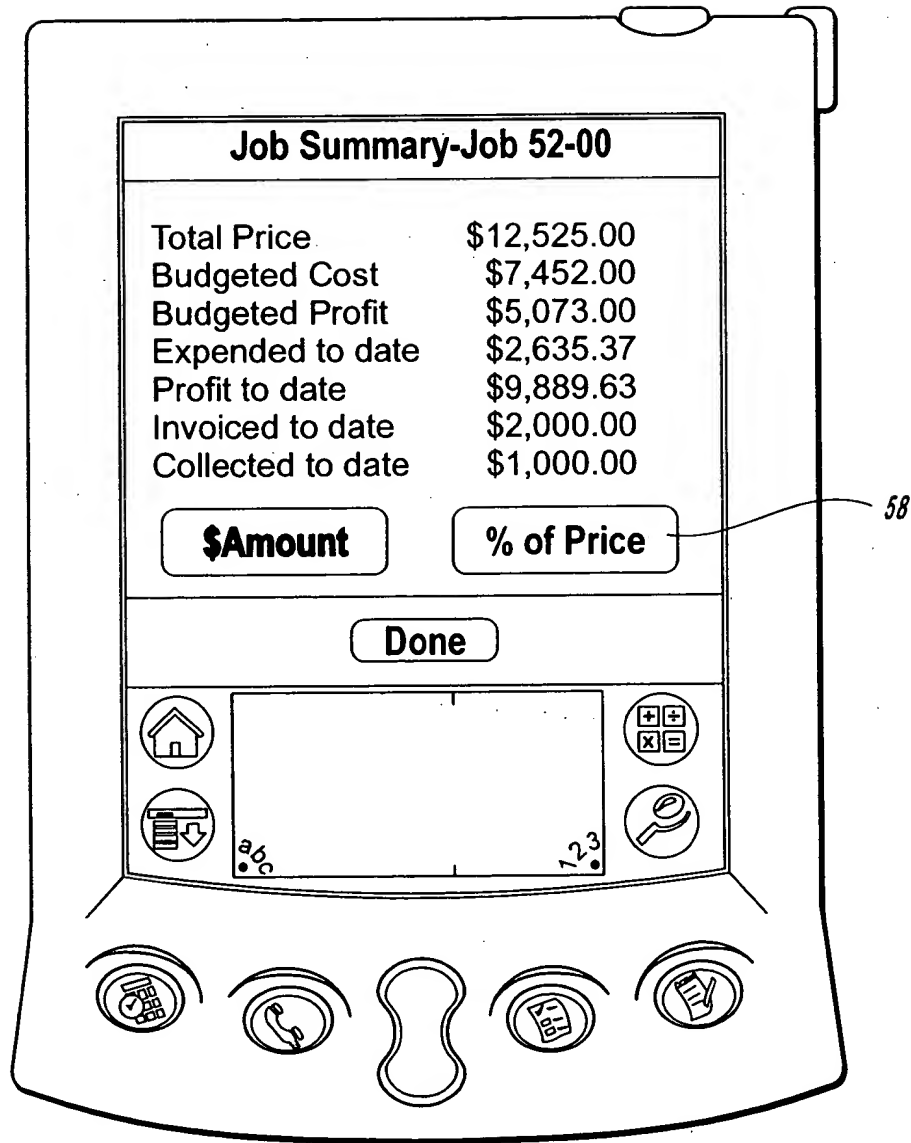 Job Summary-Job 52-00
Total Price $12,525.00
Budgeted Cost $7,452.00
Budgeted Profit $5,073.00
Expended to date $2,635.37
Profit to date $9,889.63
Invoiced to date $2,000.00
Collected to date $1,000.00
$Amount % of Price 58
Done
+ ÷
x =
abc 123